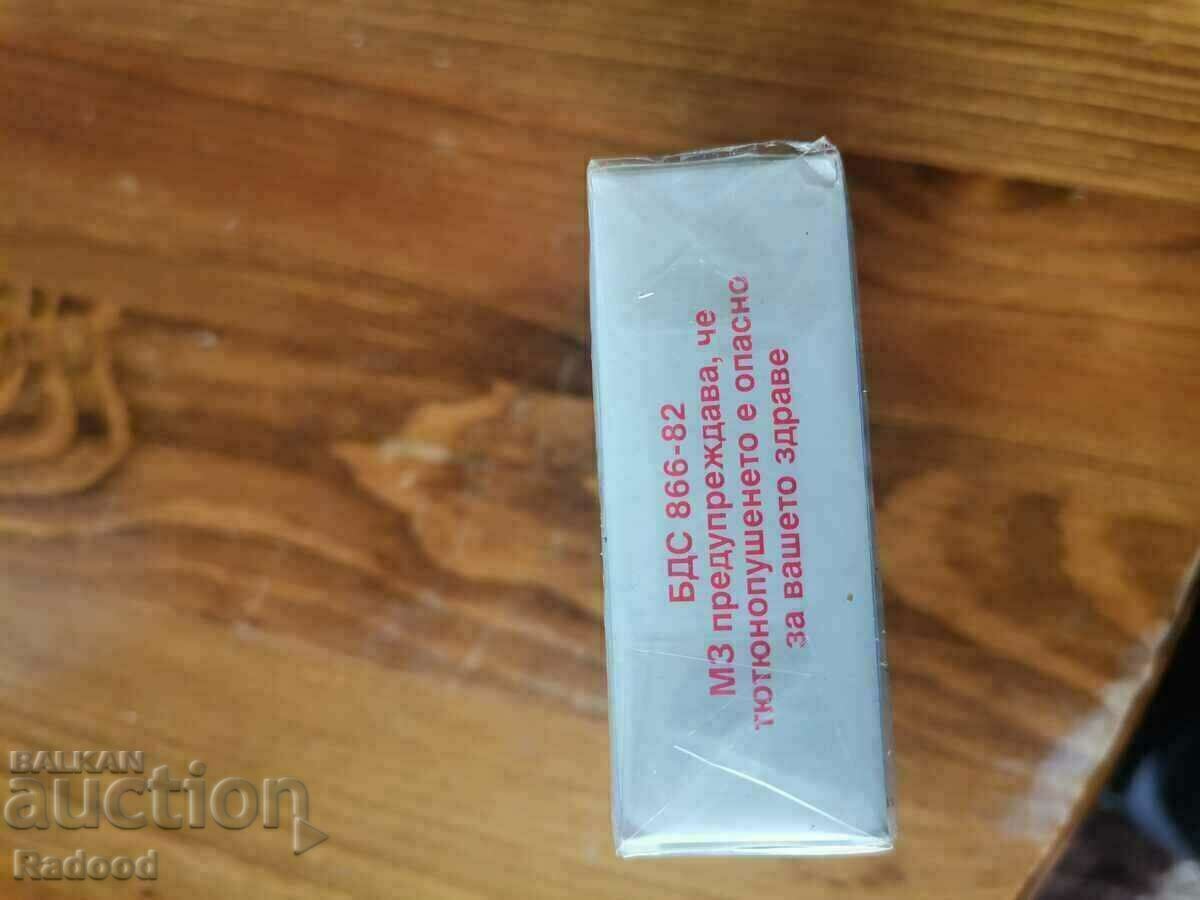 БДС 866-82
МЗ предупреждава, че
тютюнопушенето е опасно
за вашето здраве
BALKAN
auction
Radood